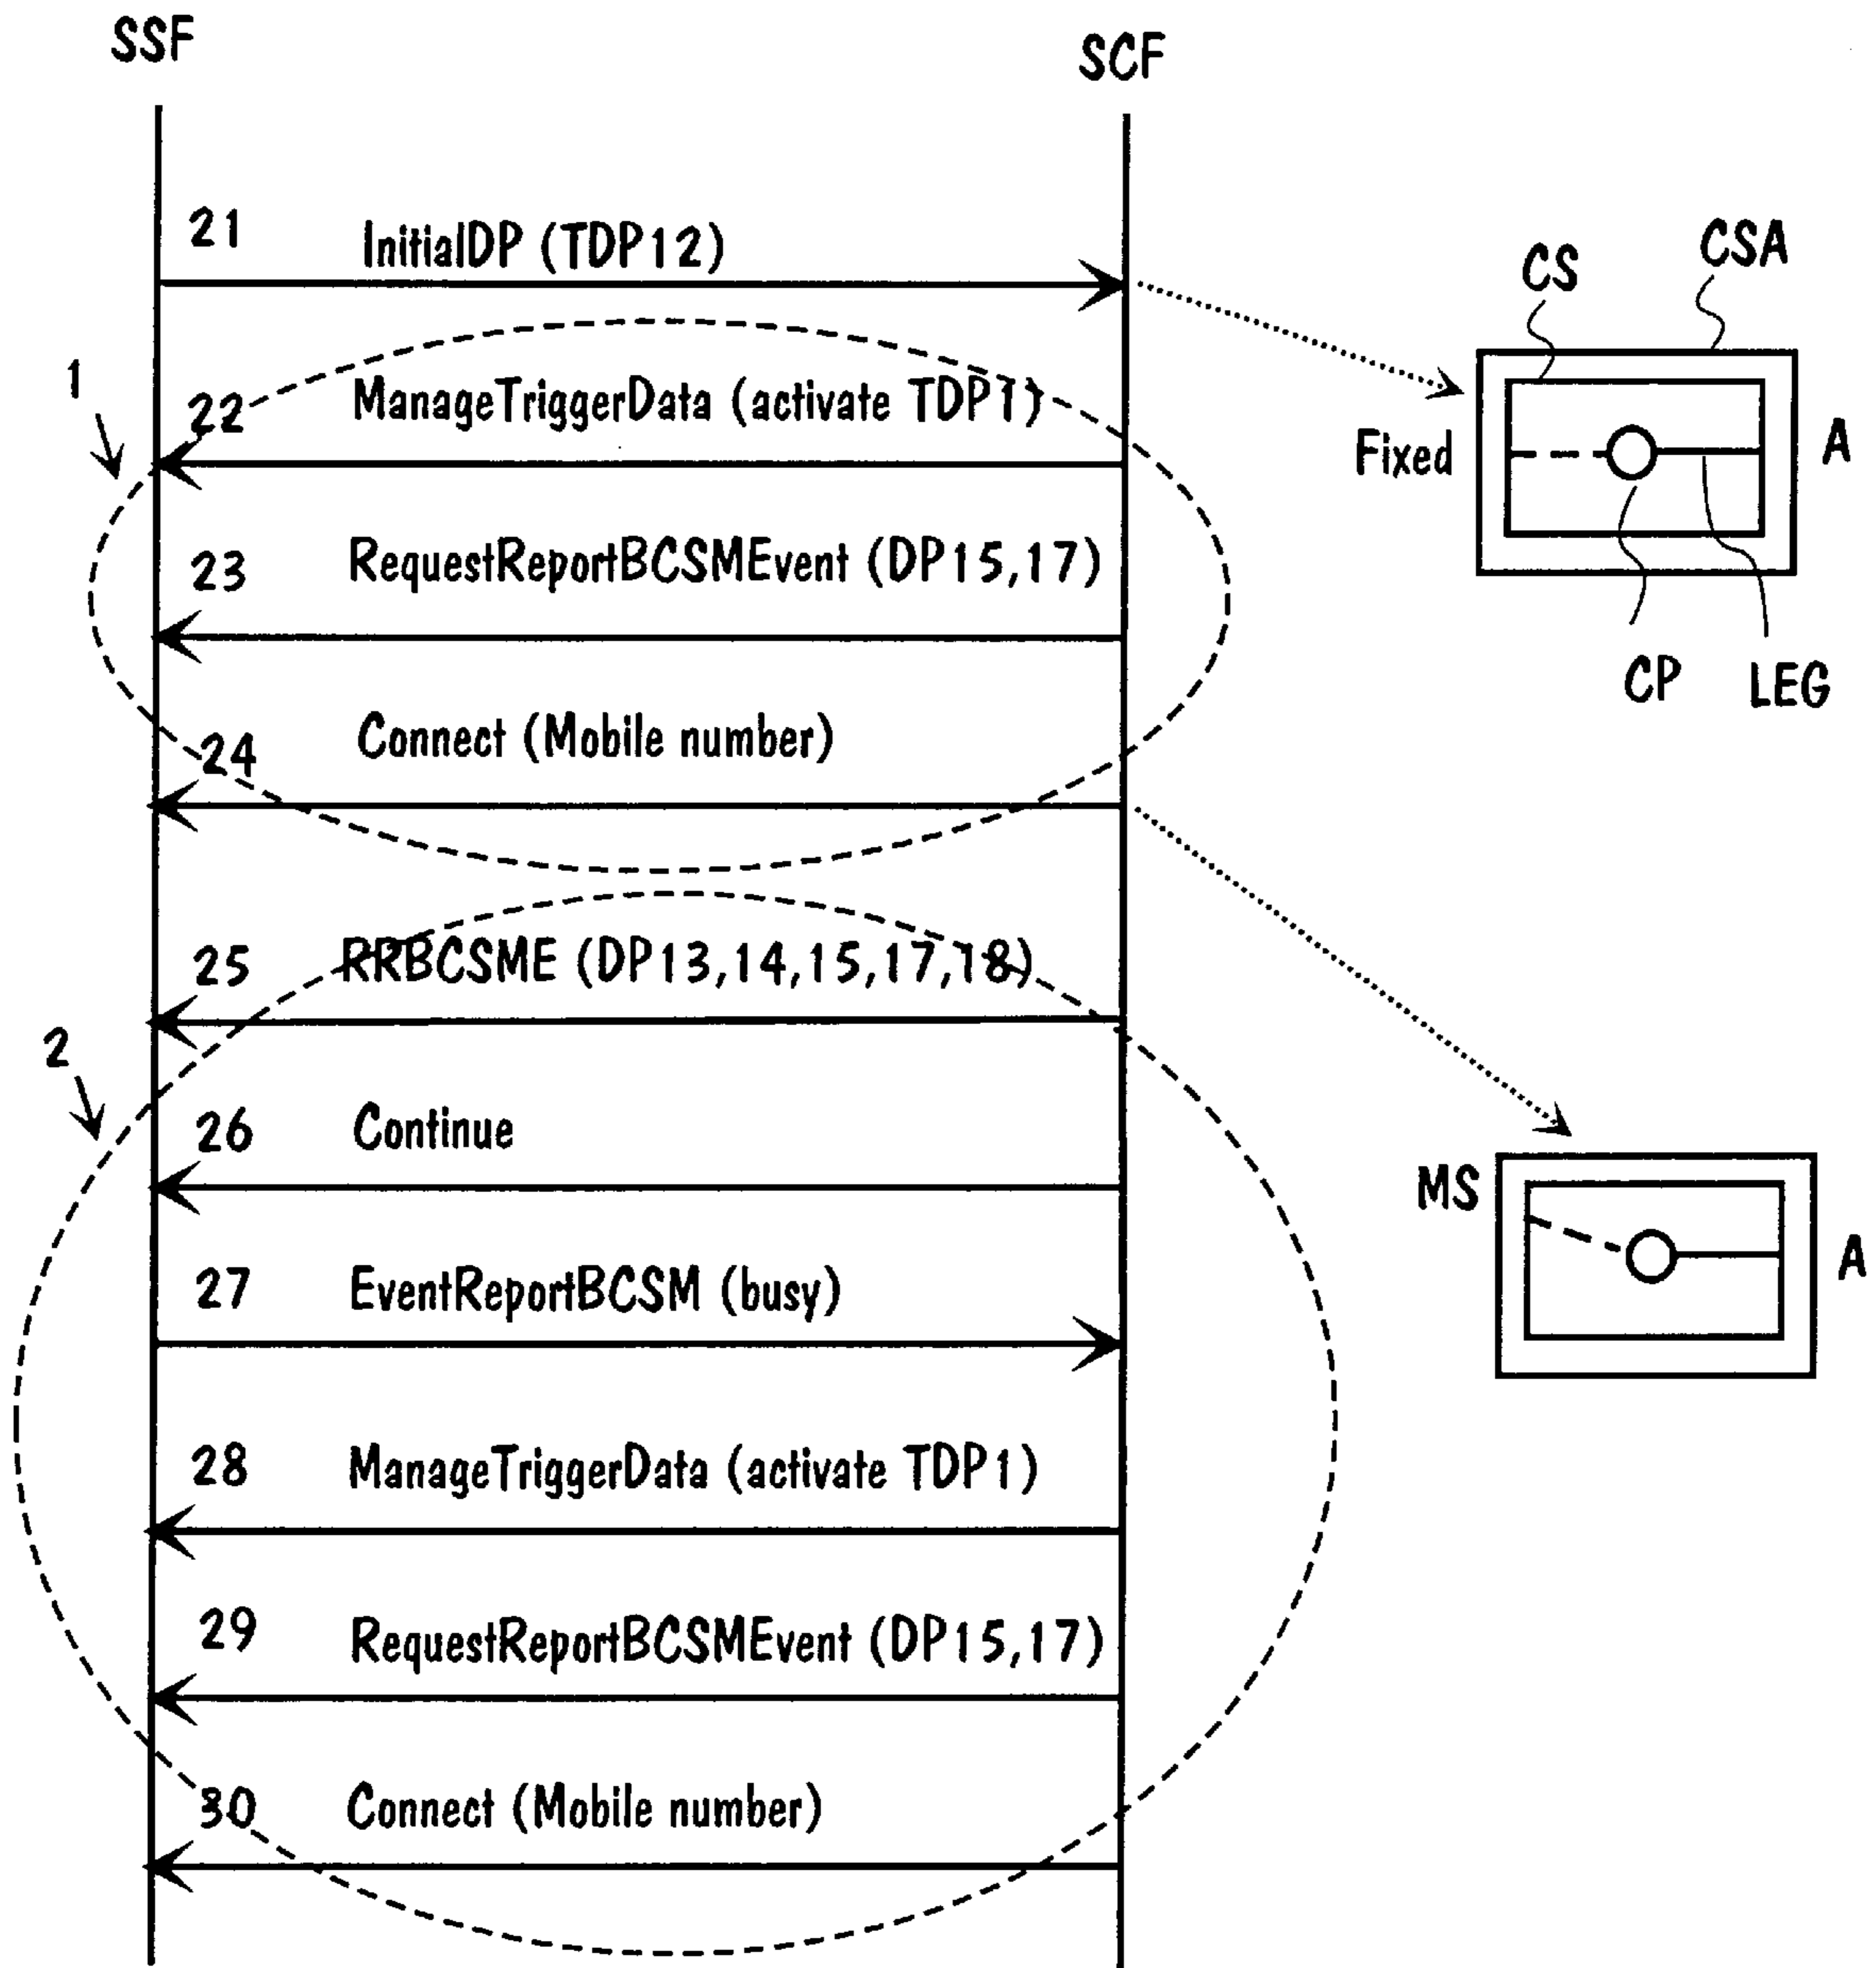 SSF
SCF
21 InitialDP (TDP12)
CS
CSA
1
22 ManageTriggerData (activate TDP1)
Fixed
A
23 RequestReportBCSMEvent (DP15,17)
CP
LEG
24 Connect (Mobile number)
25 RRBCSME (DP13,14,15,17,18)
2
26 Continue
MS
A
27 EventReportBCSM (busy)
28 ManageTriggerData (activate TDP1)
29 RequestReportBCSMEvent (DP15,17)
30 Connect (Mobile number)